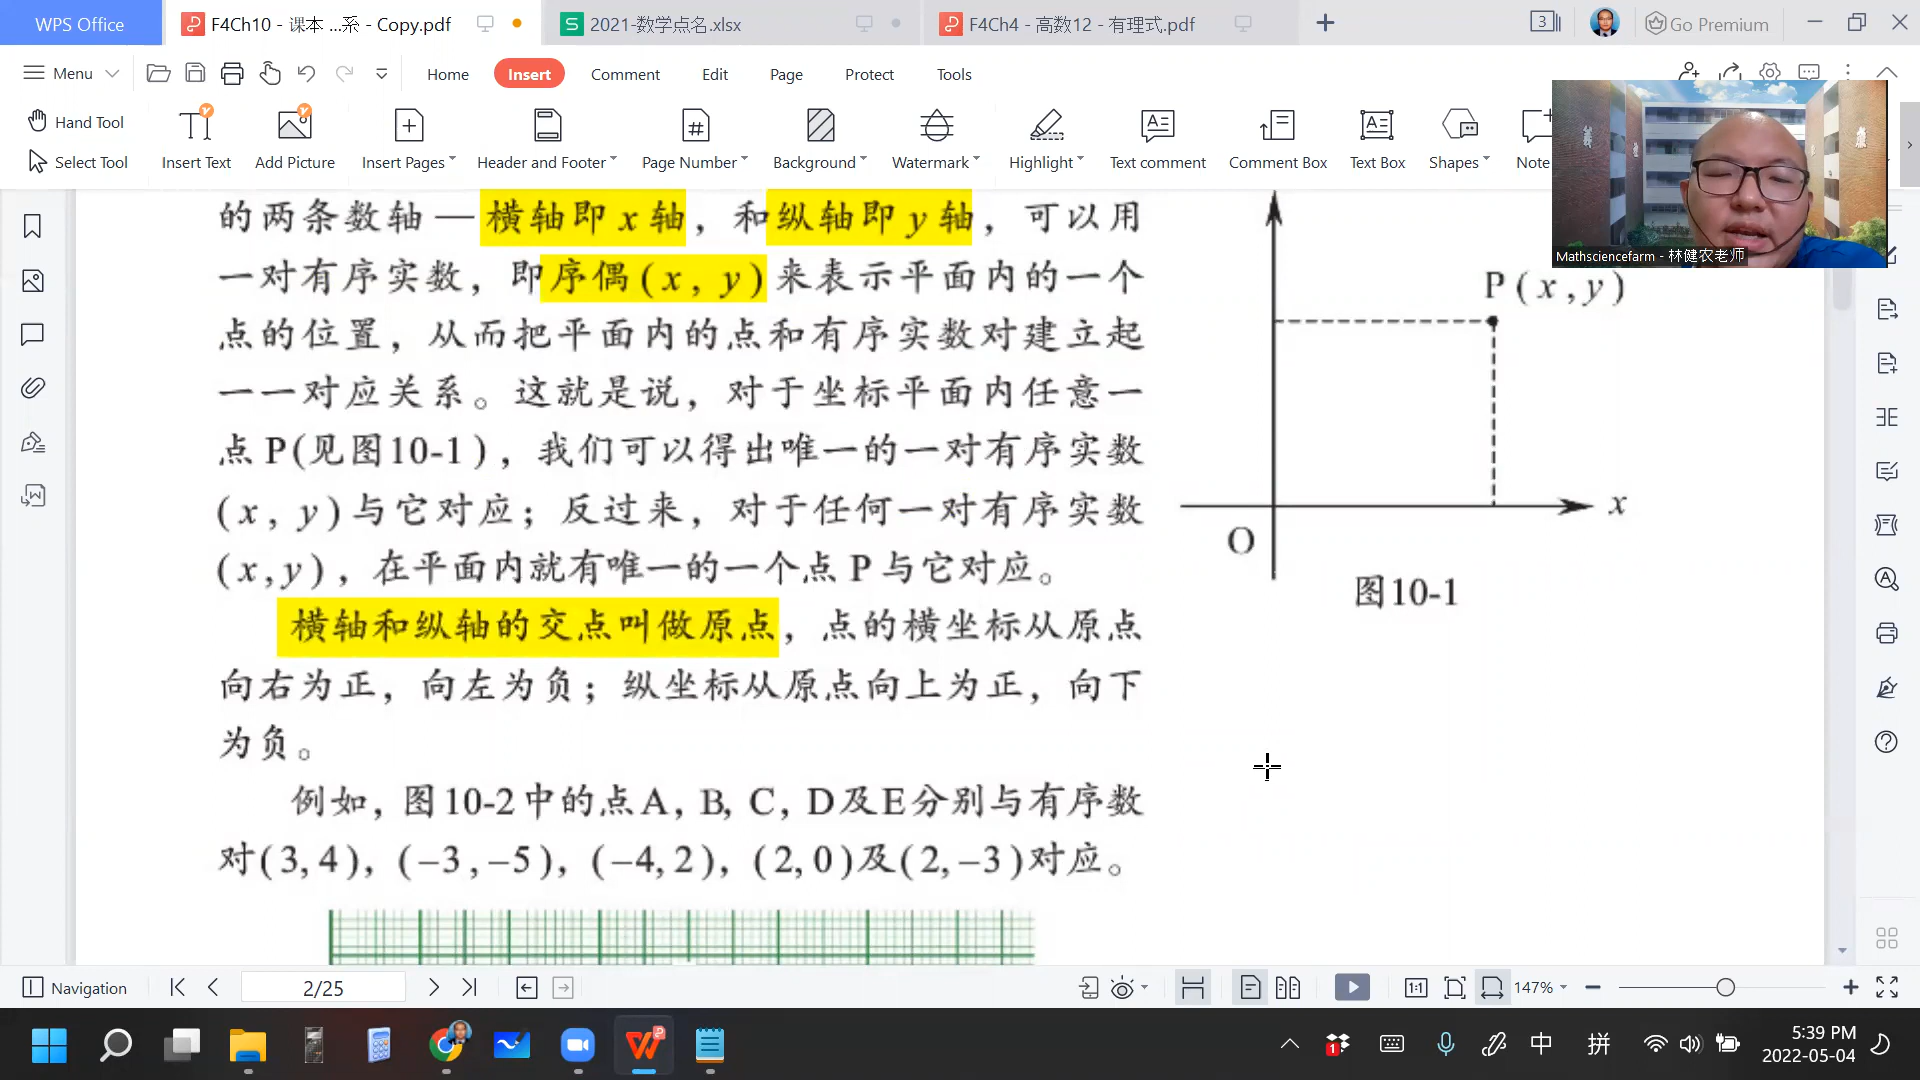 WPS Office
F4Ch10 - 课本 ...系 - Copy.pdf
2021-数学点名.xlsx
F4Ch4 - 高数12 - 有理式.pdf
3
Go Premium
Menu
Home
Insert
Comment
Edit
Page
Protect
Tools
Hand Tool
Select Tool
Insert Text
Add Picture
Insert Pages
Header and Footer
Page Number
Background
Watermark
Highlight
Text comment
Comment Box
Text Box
Shapes
Note
Mathsciencefarm - 林健农老师
的两条数轴 — 横轴即 x 轴，和纵轴即 y 轴，可以用
一对有序实数，即序偶(x, y)来表示平面内的一个
点的位置，从而把平面内的点和有序实数对建立起
一一对应关系。这就是说，对于坐标平面内任意一
点 P(见图10-1)，我们可以得出唯一的一对有序实数
(x, y)与它对应；反过来，对于任何一对有序实数
(x,y)，在平面内就有唯一的一个点 P 与它对应。
横轴和纵轴的交点叫做原点，点的横坐标从原点
向右为正，向左为负；纵坐标从原点向上为正，向下
为负。
例如，图 10-2 中的点 A, B, C, D及E分别与有序数
对(3,4), (−3,−5), (−4,2), (2,0)及(2,−3)对应。
P(x,y)
x
O
图10-1
Navigation
2/25
1:1
147%
1
中
拼
5:39 PM
2022-05-04